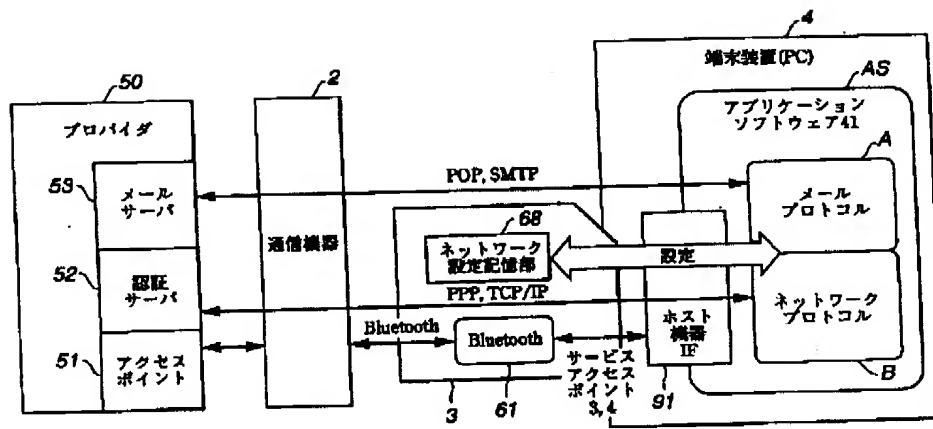 4
端末装置(PC)
50
2
AS
プロバイダ
アプリケーション
ソフトウェア41
A
53
メール
サーバ
POP, SMTP
メール
プロトコル
68
通信機器
ネットワーク
設定記憶部
設定
52
認証
サーバ
PPP, TCP/IP
ネットワーク
プロトコル
ホスト
機器
IF
Bluetooth
Bluetooth
51
アクセス
ポイント
サービス
アクセス
ポイント
3, 4
3
61
91
B